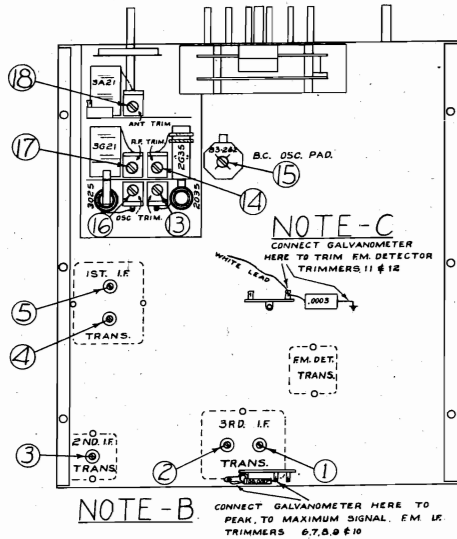 3A21
18
ANT TRIM.
3G21
R.F. TRIM.
2G35
17
14
83-262
B.C. OSC. PAD.
15
3025
2035
16
OSC TRIM.
13
NOTE-C
CONNECT GALVANOMETER
HERE TO TRIM F.M. DETECTOR
TRIMMERS, 11 & 12
WHITE LEAD
.0003
1ST. I.F.
5
4
TRANS.
F.M. DET.
TRANS.
3RD. I.F.
2ND. I.F.
3
TRANS.
2
1
TRANS.
NOTE-B
CONNECT GALVANOMETER HERE TO
PEAK, TO MAXIMUM SIGNAL, F.M. I.F.
TRIMMERS 6,7,8,9 & 10